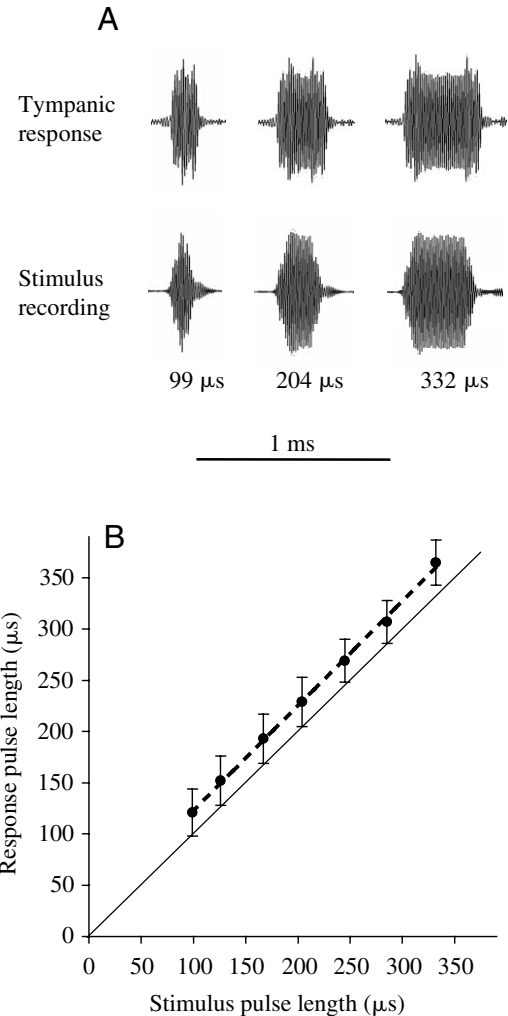 A
Tympanic
response
Stimulus
recording
99 μs 204 μs 332 μs
1 ms
B
Response pulse length (μs)
350
300
250
200
150
100
50
0
0 50 100 150 200 250 300 350
Stimulus pulse length (μs)